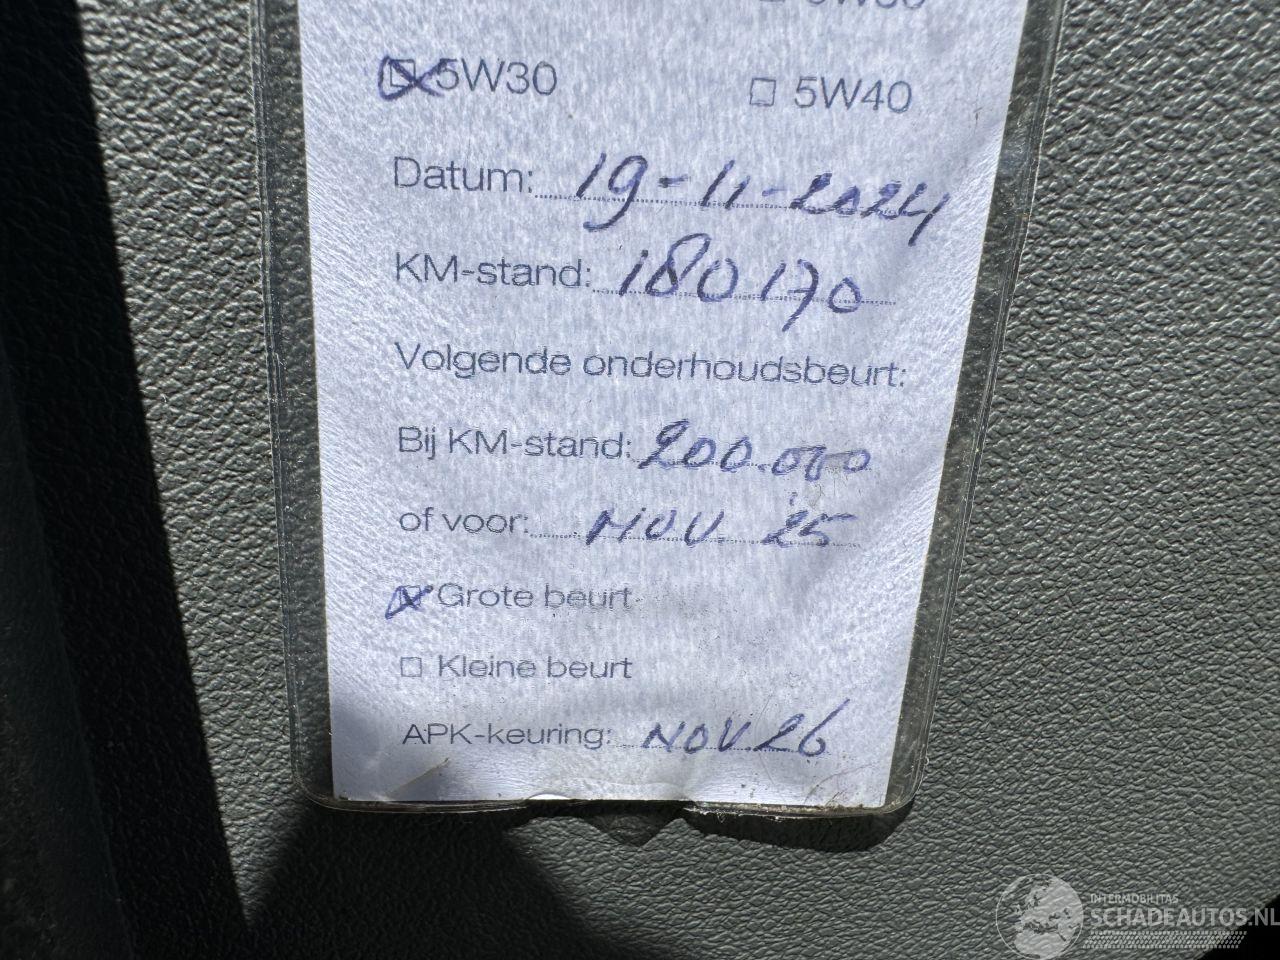 5W30 5W40
Datum: 19-11-2024
KM-stand: 180170
Volgende onderhoudsbeurt:
Bij KM-stand: 200.000
of voor: NOV. 25
Grote beurt
Kleine beurt
APK-keuring: NOV. 26
INTERMOBILITAS
SCHADEAUTOS.NL